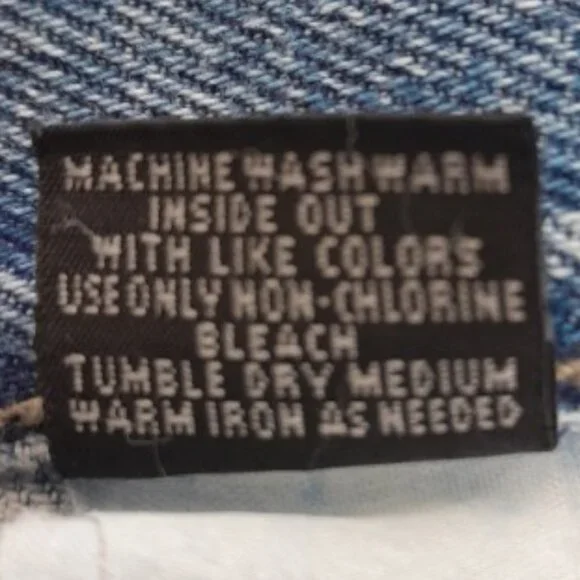 MACHINE WASH WARM
INSIDE OUT
WITH LIKE COLORS
USE ONLY NON-CHLORINE
BLEACH
TUMBLE DRY MEDIUM
WARM IRON AS NEEDED